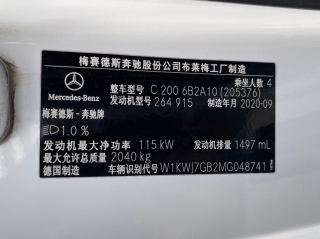 梅赛德斯奔驰股份公司布莱梅工厂制造
乘坐人数 4
整车型号 C 200 6B2A10 (205376)
Mercedes-Benz 发动机型号 264 915 制造年月 2020-09
梅赛德斯-奔驰牌
1.0 %
发动机最大净功率 115 kW 发动机排量 1497 mL
最大允许总质量 2040 kg
德国制造 车辆识别代号 W1KWJ7GB2MG048741